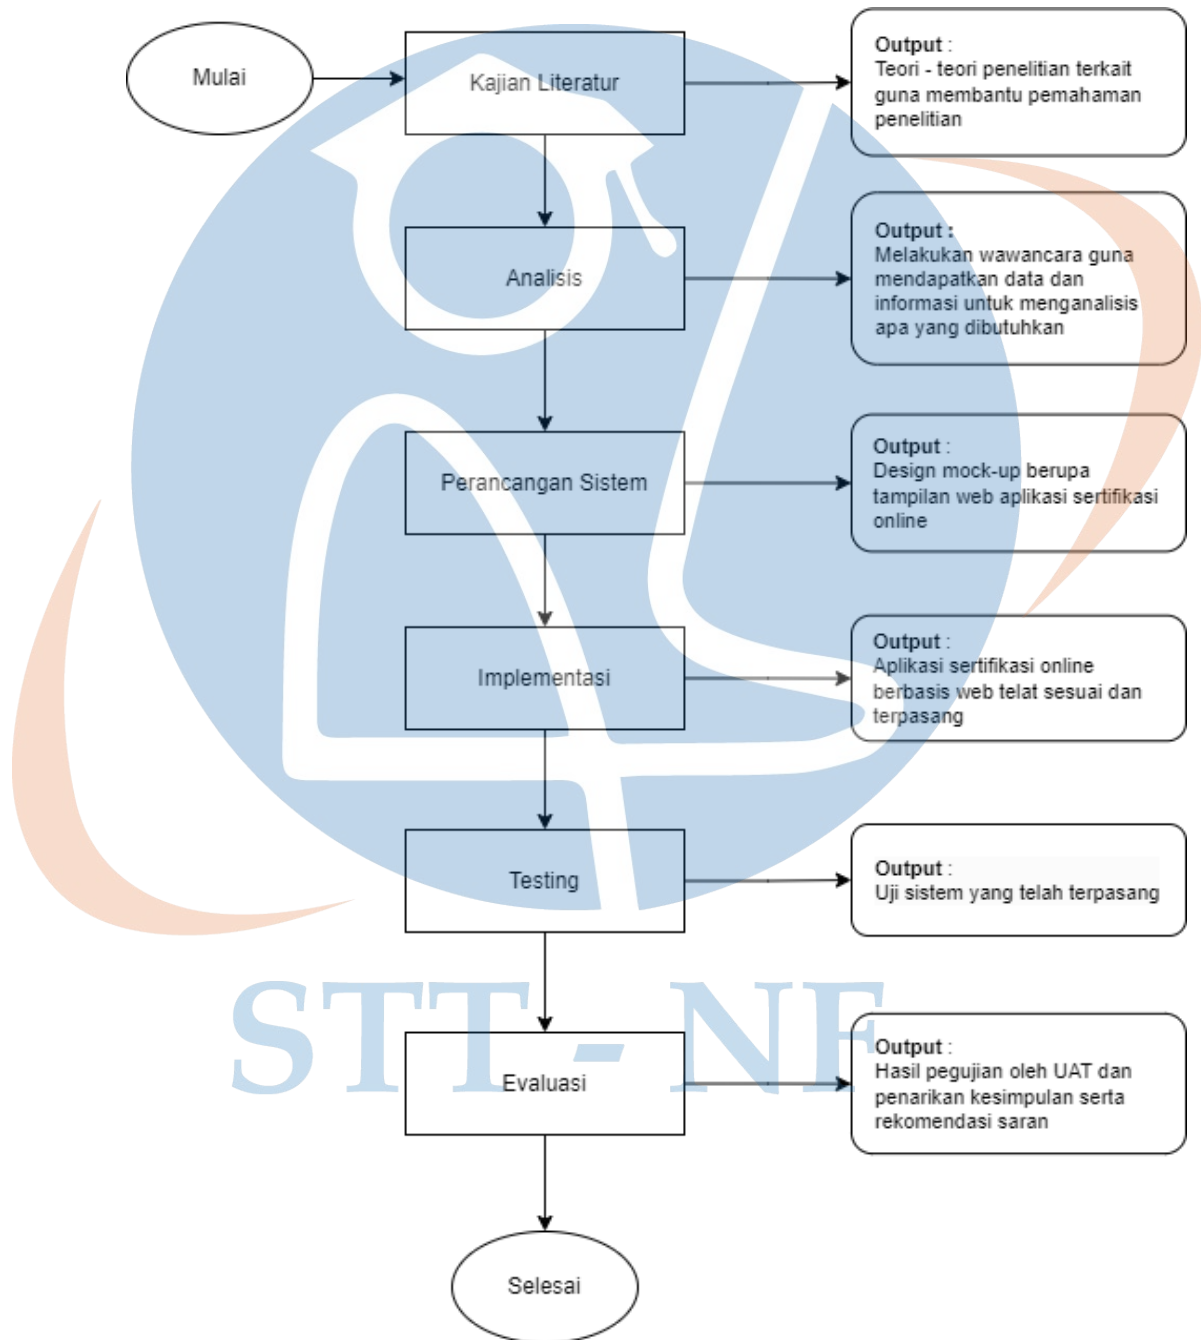 Mulai
Kajian Literatur
Output :
Teori - teori penelitian terkait
guna membantu pemahaman
penelitian
Analisis
Output :
Melakukan wawancara guna
mendapatkan data dan
informasi untuk menganalisis
apa yang dibutuhkan
Perancangan Sistem
Output :
Design mock-up berupa
tampilan web aplikasi sertifikasi
online
Implementasi
Output :
Aplikasi sertifikasi online
berbasis web telat sesuai dan
terpasang
Testing
Output :
Uji sistem yang telah terpasang
STT - NF
Evaluasi
Output :
Hasil pegujian oleh UAT dan
penarikan kesimpulan serta
rekomendasi saran
Selesai